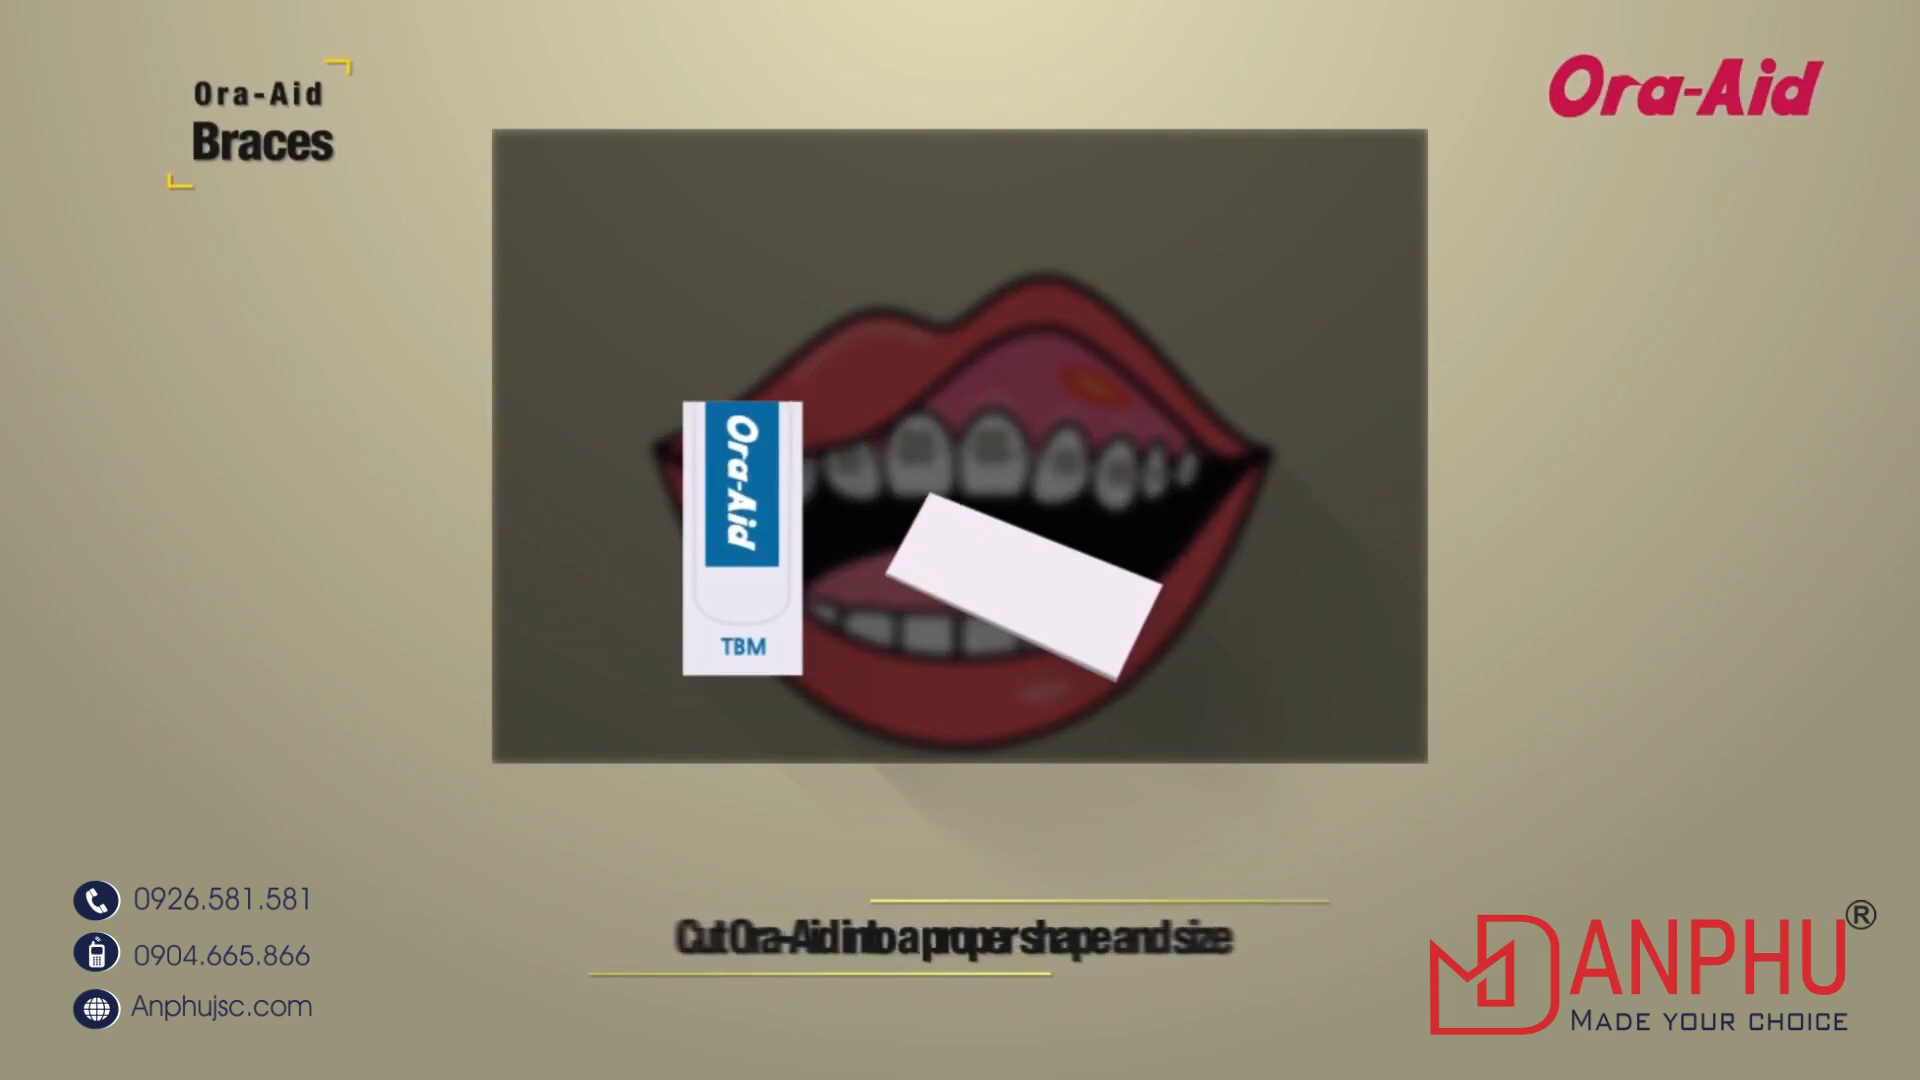 Ora-Aid
Braces
Ora-Aid
Ora-Aid
TBM
Cut Ora-Aid into a proper shape and size
0926.581.581
0904.665.866
Anphujsc.com
ANPHU®
MADE YOUR CHOICE